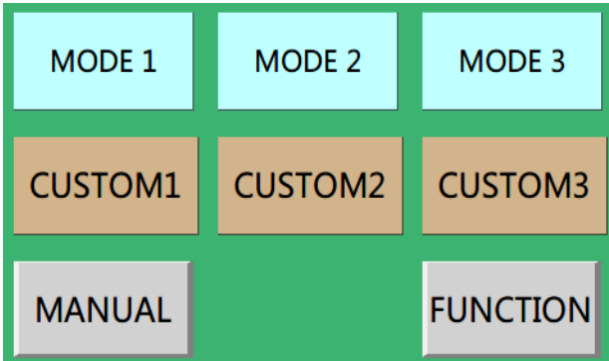 MODE 1 MODE 2 MODE 3
CUSTOM1 CUSTOM2 CUSTOM3
MANUAL FUNCTION